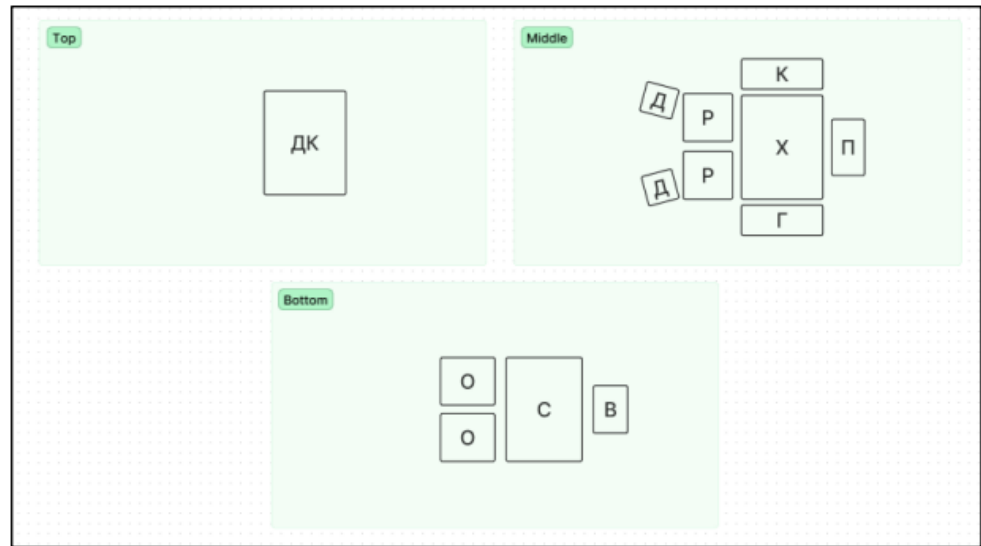 Top
ДК
Middle
К
Д
Р
Х
П
Д
Р
Г
Bottom
О
С
В
О